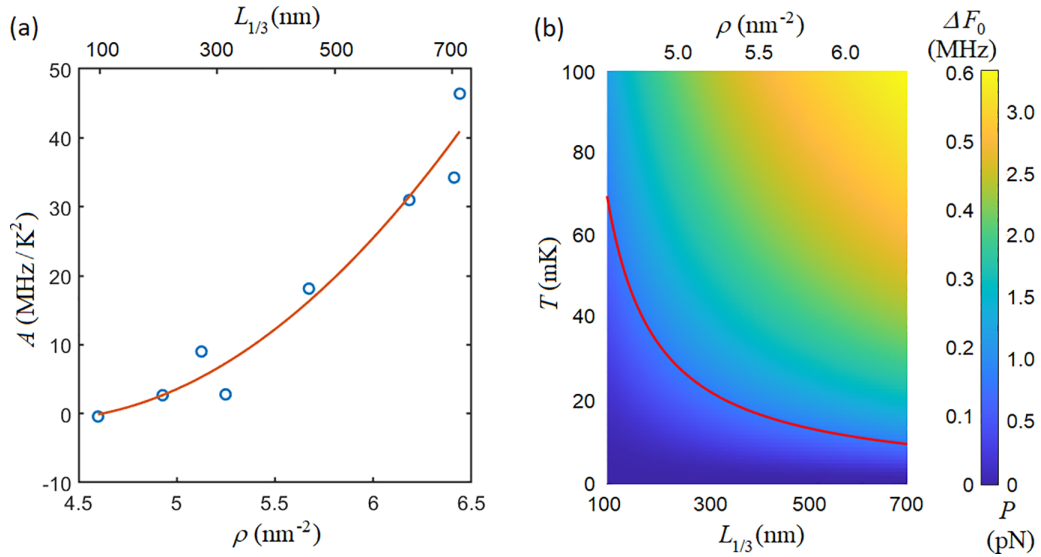 (a)
L1/3(nm)
100 300 500 700
50
40
30
20
10
0
-10
A (MHz/K²)
4.5 5 5.5 6 6.5
ρ (nm⁻²)
(b)
ρ (nm⁻²)
5.0 5.5 6.0
100
80
60
40
20
0
T (mK)
100 300 500 700
L1/3(nm)
ΔF0
(MHz)
0.6
0.5
0.4
0.3
0.2
0.1
0
3.0
2.5
2.0
1.5
1.0
0.5
0
P
(pN)